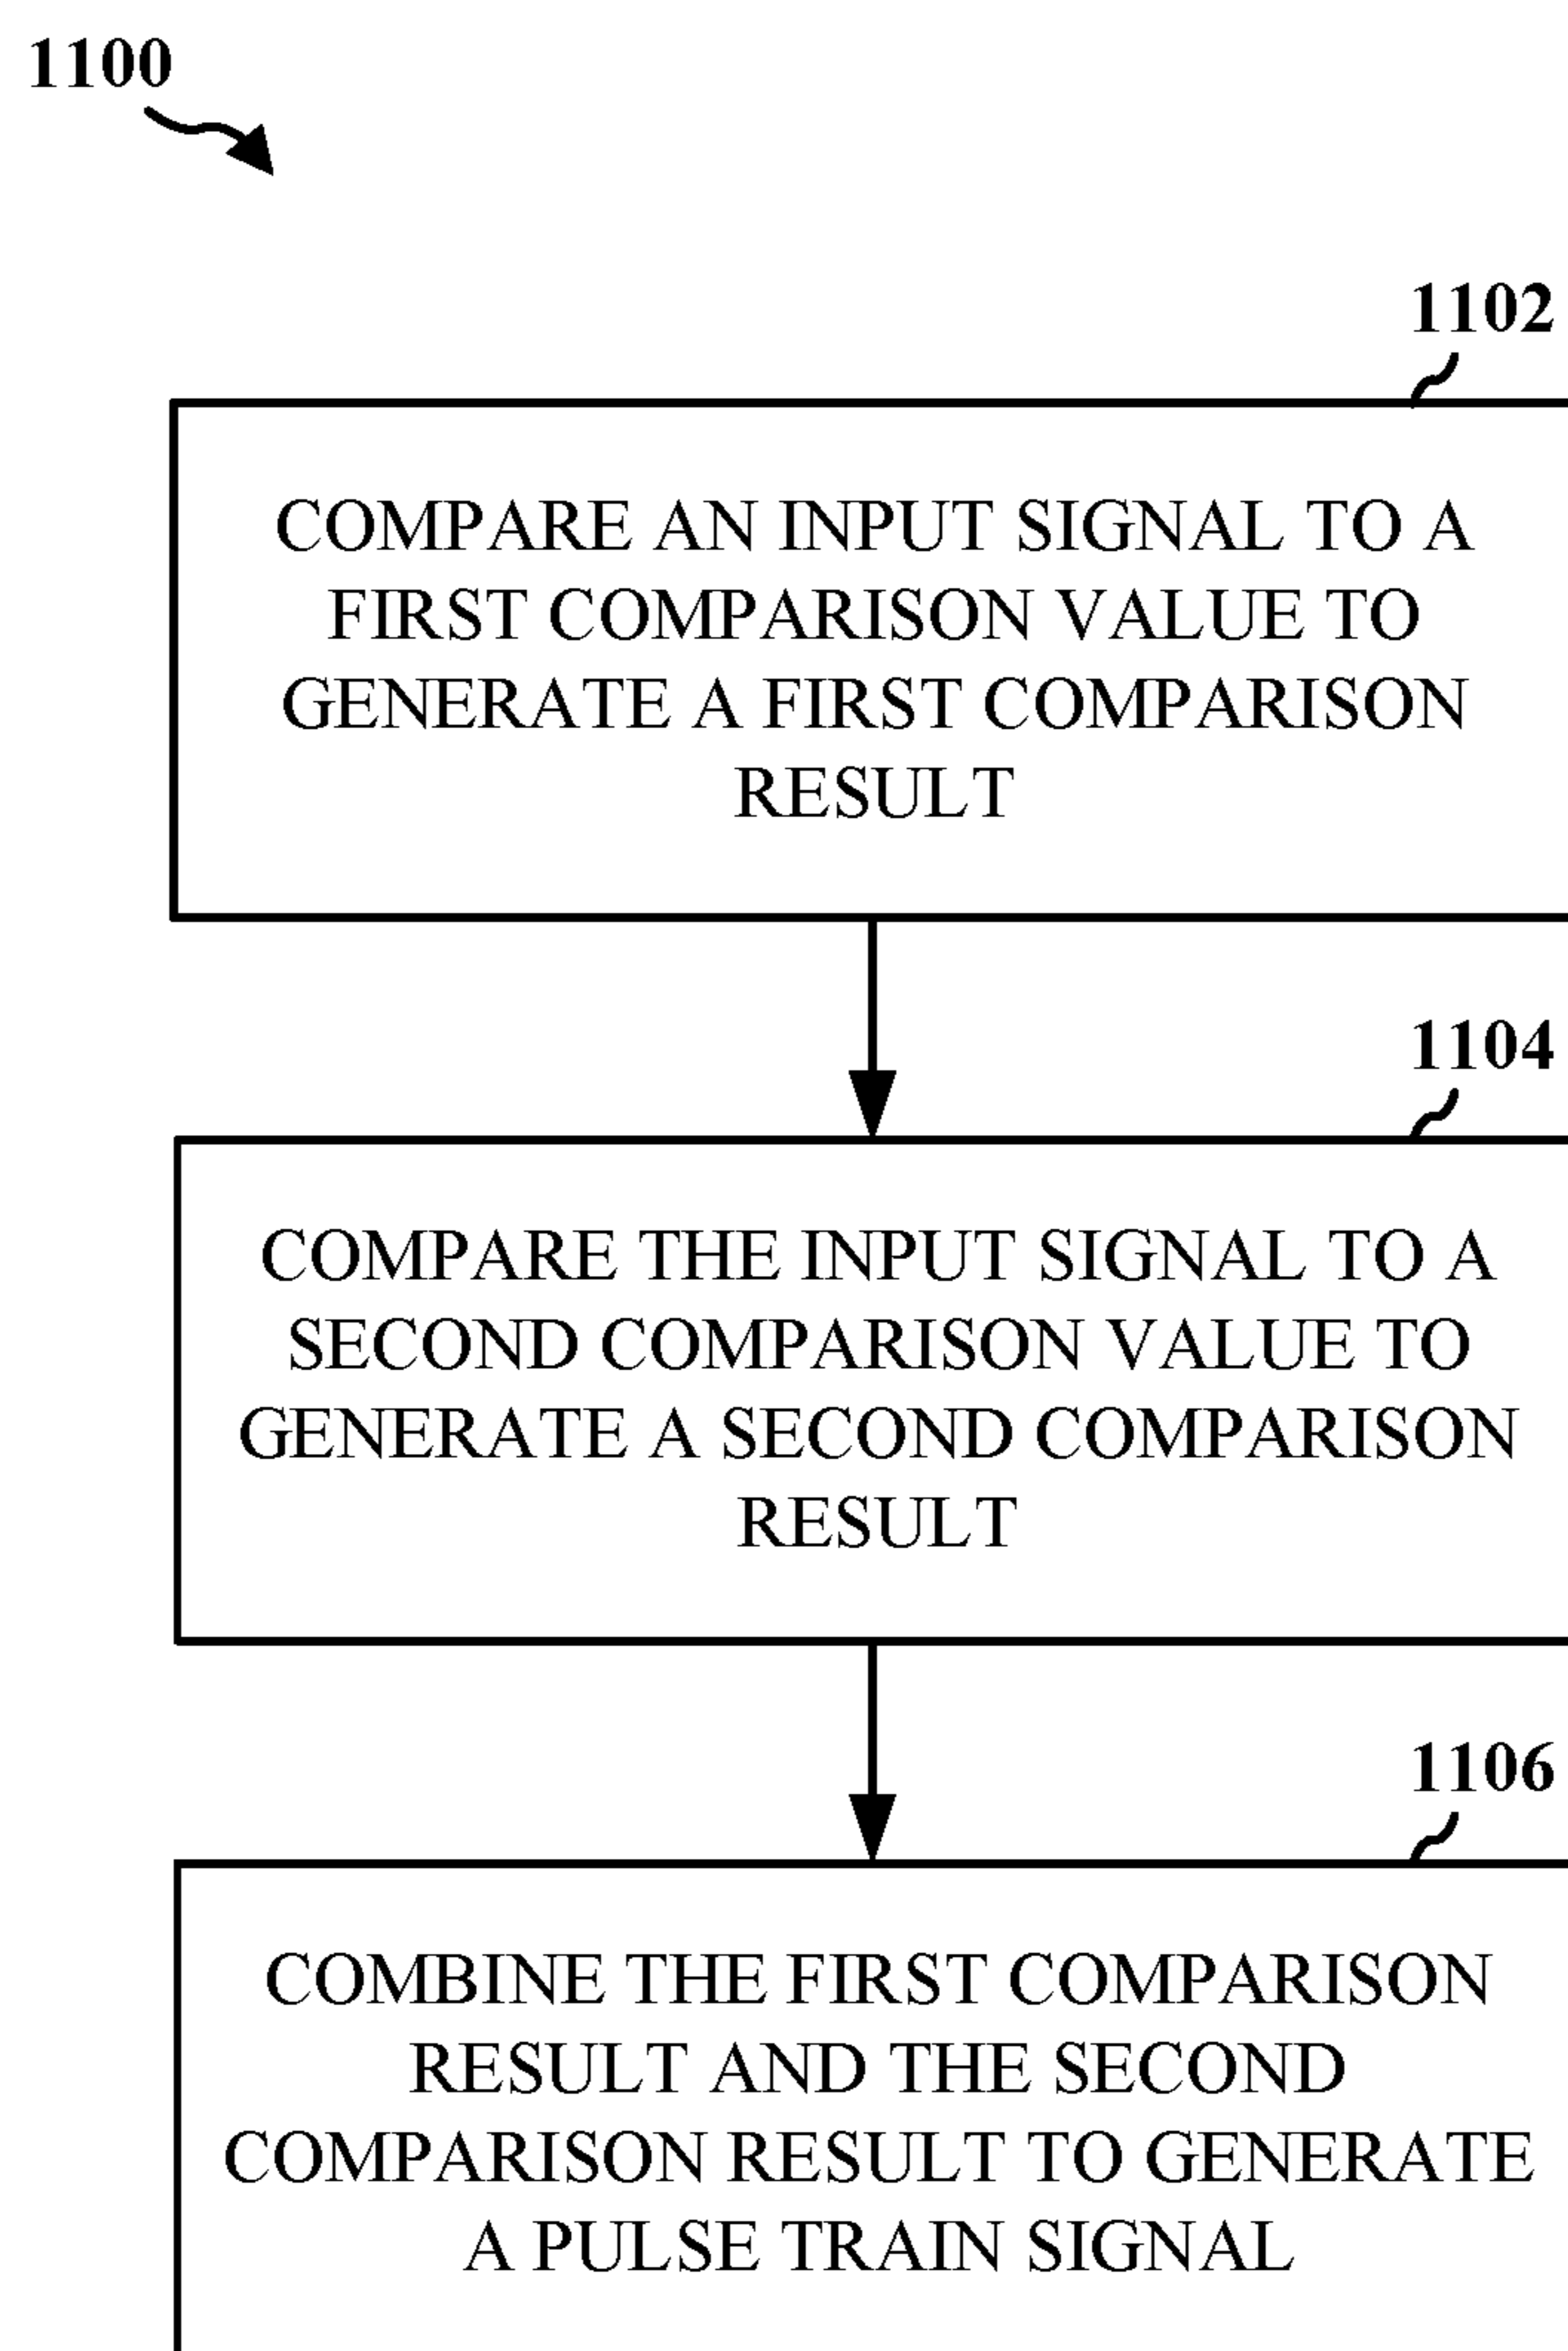 1100
1102
COMPARE AN INPUT SIGNAL TO A
FIRST COMPARISON VALUE TO
GENERATE A FIRST COMPARISON
RESULT
1104
COMPARE THE INPUT SIGNAL TO A
SECOND COMPARISON VALUE TO
GENERATE A SECOND COMPARISON
RESULT
1106
COMBINE THE FIRST COMPARISON
RESULT AND THE SECOND
COMPARISON RESULT TO GENERATE
A PULSE TRAIN SIGNAL